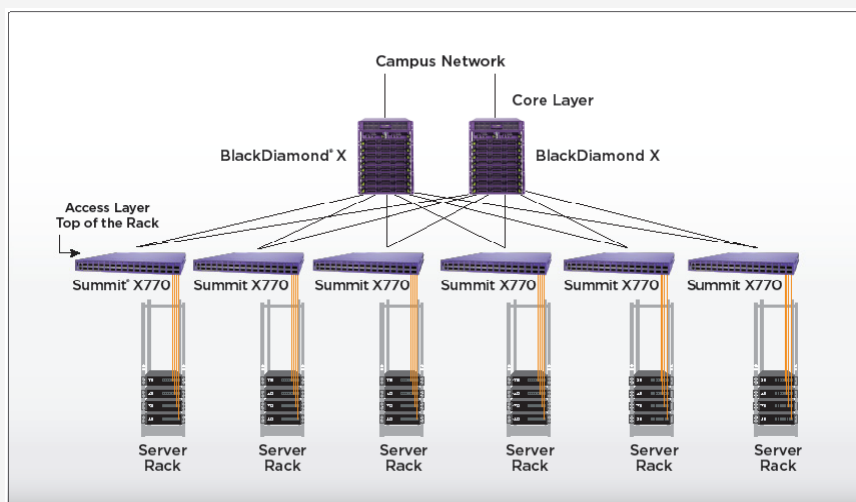 Campus Network
Core Layer
BlackDiamond® X
BlackDiamond X
Access Layer
Top of the Rack
Summit® X770
Summit X770
Summit X770
Summit X770
Summit X770
Summit X770
Server
Rack
Server
Rack
Server
Rack
Server
Rack
Server
Rack
Server
Rack